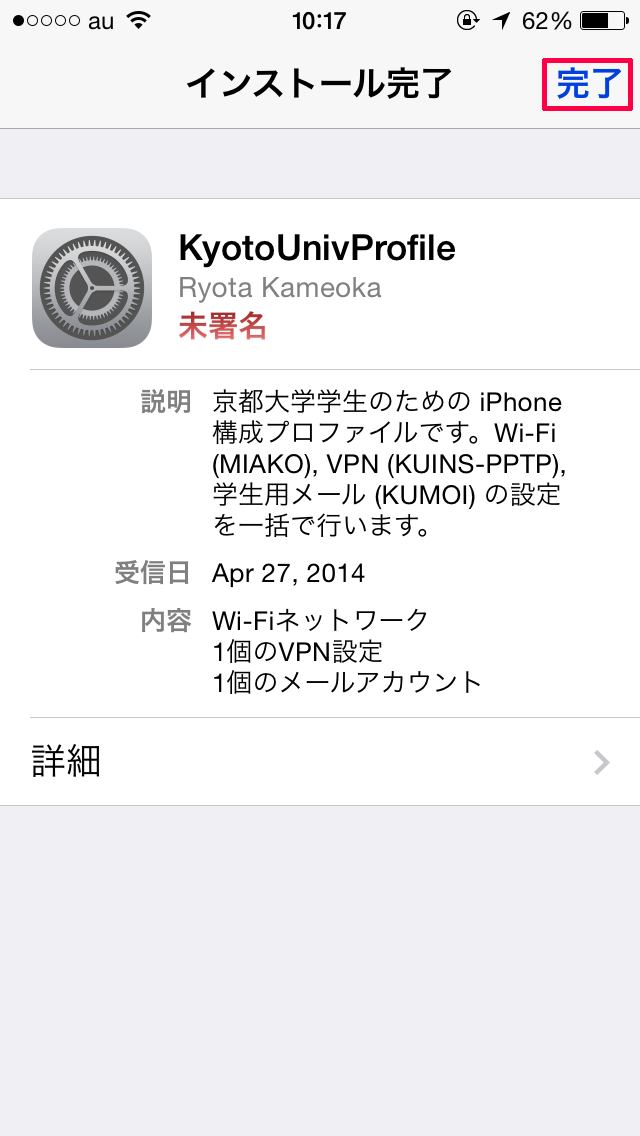 au 10:17 62%
インストール完了 完了
KyotoUnivProfile
Ryota Kameoka
未署名
説明 京都大学学生のための iPhone
構成プロファイルです。Wi-Fi
(MIAKO), VPN (KUINS-PPTP),
学生用メール (KUMOI) の設定
を一括で行います。
受信日 Apr 27, 2014
内容 Wi-Fiネットワーク
1個のVPN設定
1個のメールアカウント
詳細